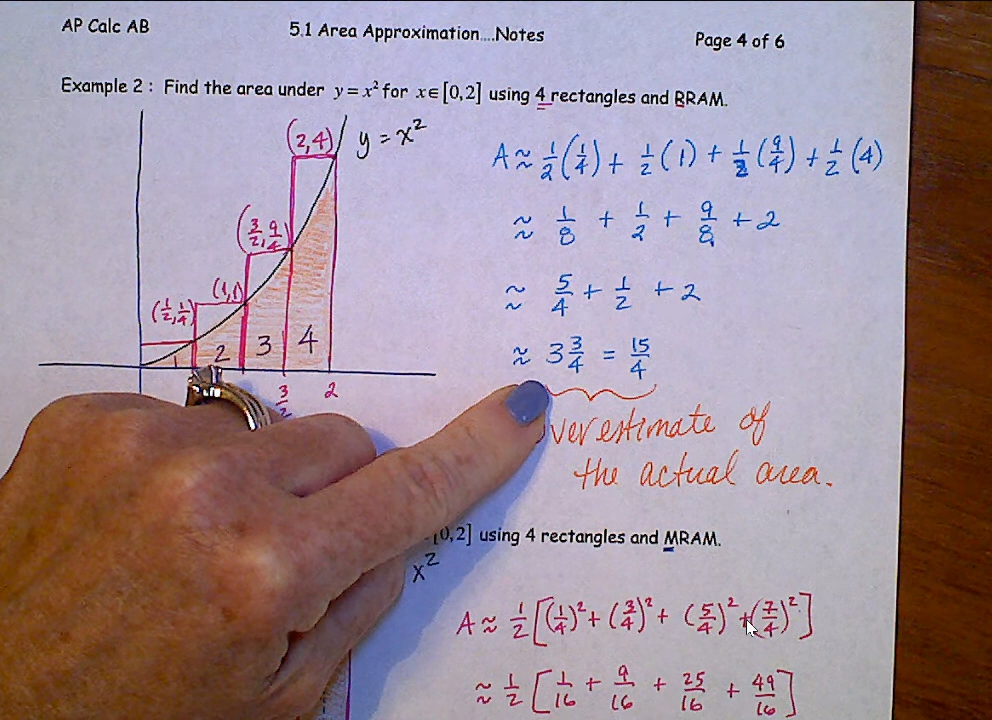 AP Calc AB
5.1 Area Approximation....Notes
Page 4 of 6
Example 2 : Find the area under y = x² for x ∈ [0,2] using 4 rectangles and RRAM.
y = x²
(2,4)
(3/2, 9/4)
(1,1)
(1/2, 1/4)
1 2 3 4
3/2 2
A ≈ 1/2(1/4) + 1/2(1) + 1/2(9/4) + 1/2(4)
≈ 1/8 + 1/2 + 9/8 + 2
≈ 5/4 + 1/2 + 2
≈ 3 3/4 = 15/4
verestimate of
the actual area.
[0,2] using 4 rectangles and MRAM.
x²
A ≈ 1/2[(1/4)² + (3/4)² + (5/4)² + (7/4)²]
≈ 1/2[1/16 + 9/16 + 25/16 + 49/16]